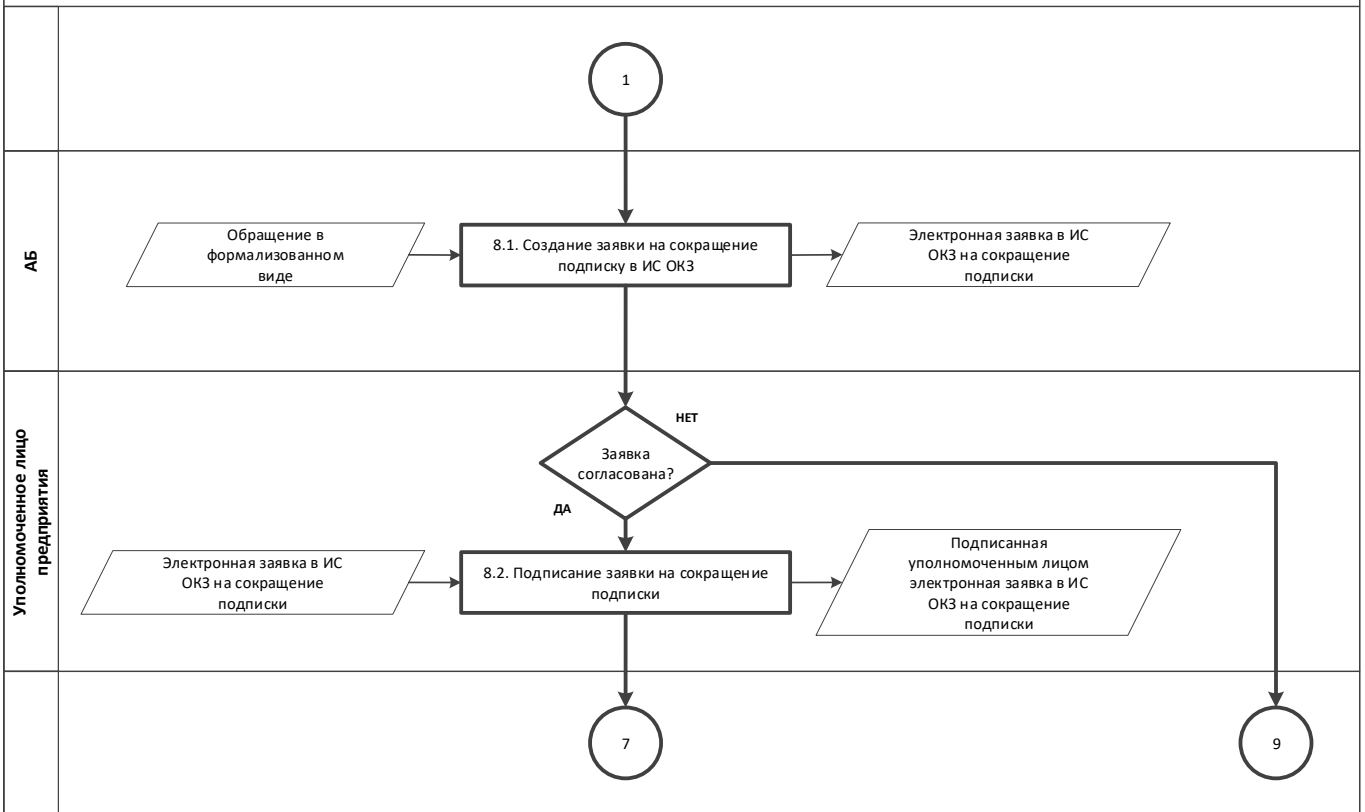 1
АБ
Обращение в
формализованном
виде
8.1. Создание заявки на сокращение
подписку в ИС ОКЗ
Электронная заявка в ИС
ОКЗ на сокращение
подписки
Уполномоченное лицо
предприятия
НЕТ
Заявка
согласована?
ДА
Электронная заявка в ИС
ОКЗ на сокращение
подписки
8.2. Подписание заявки на сокращение
подписки
Подписанная
уполномоченным лицом
электронная заявка в ИС
ОКЗ на сокращение
подписки
7
9